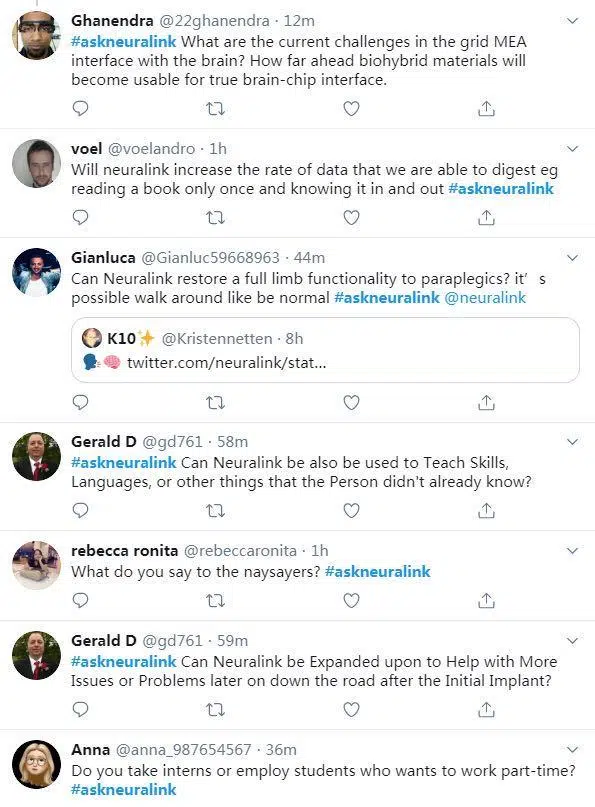 Ghanendra @22ghanendra · 12m
#askneuralink What are the current challenges in the grid MEA
interface with the brain? How far ahead biohybrid materials will
become usable for true brain-chip interface.
voel @voelandro · 1h
Will neuralink increase the rate of data that we are able to digest eg
reading a book only once and knowing it in and out #askneuralink
Gianluca @Gianluc59668963 · 44m
Can Neuralink restore a full limb functionality to paraplegics? it’ s
possible walk around like be normal #askneuralink @neuralink
K10✨ @Kristennetten · 8h
🗣🧠 twitter.com/neuralink/stat...
Gerald D @gd761 · 58m
#askneuralink Can Neuralink be also be used to Teach Skills,
Languages, or other things that the Person didn't already know?
rebecca ronita @rebeccaronita · 1h
What do you say to the naysayers? #askneuralink
Gerald D @gd761 · 59m
#askneuralink Can Neuralink be Expanded upon to Help with More
Issues or Problems later on down the road after the Initial Implant?
Anna @anna_987654567 · 36m
Do you take interns or employ students who wants to work part-time?
#askneuralink